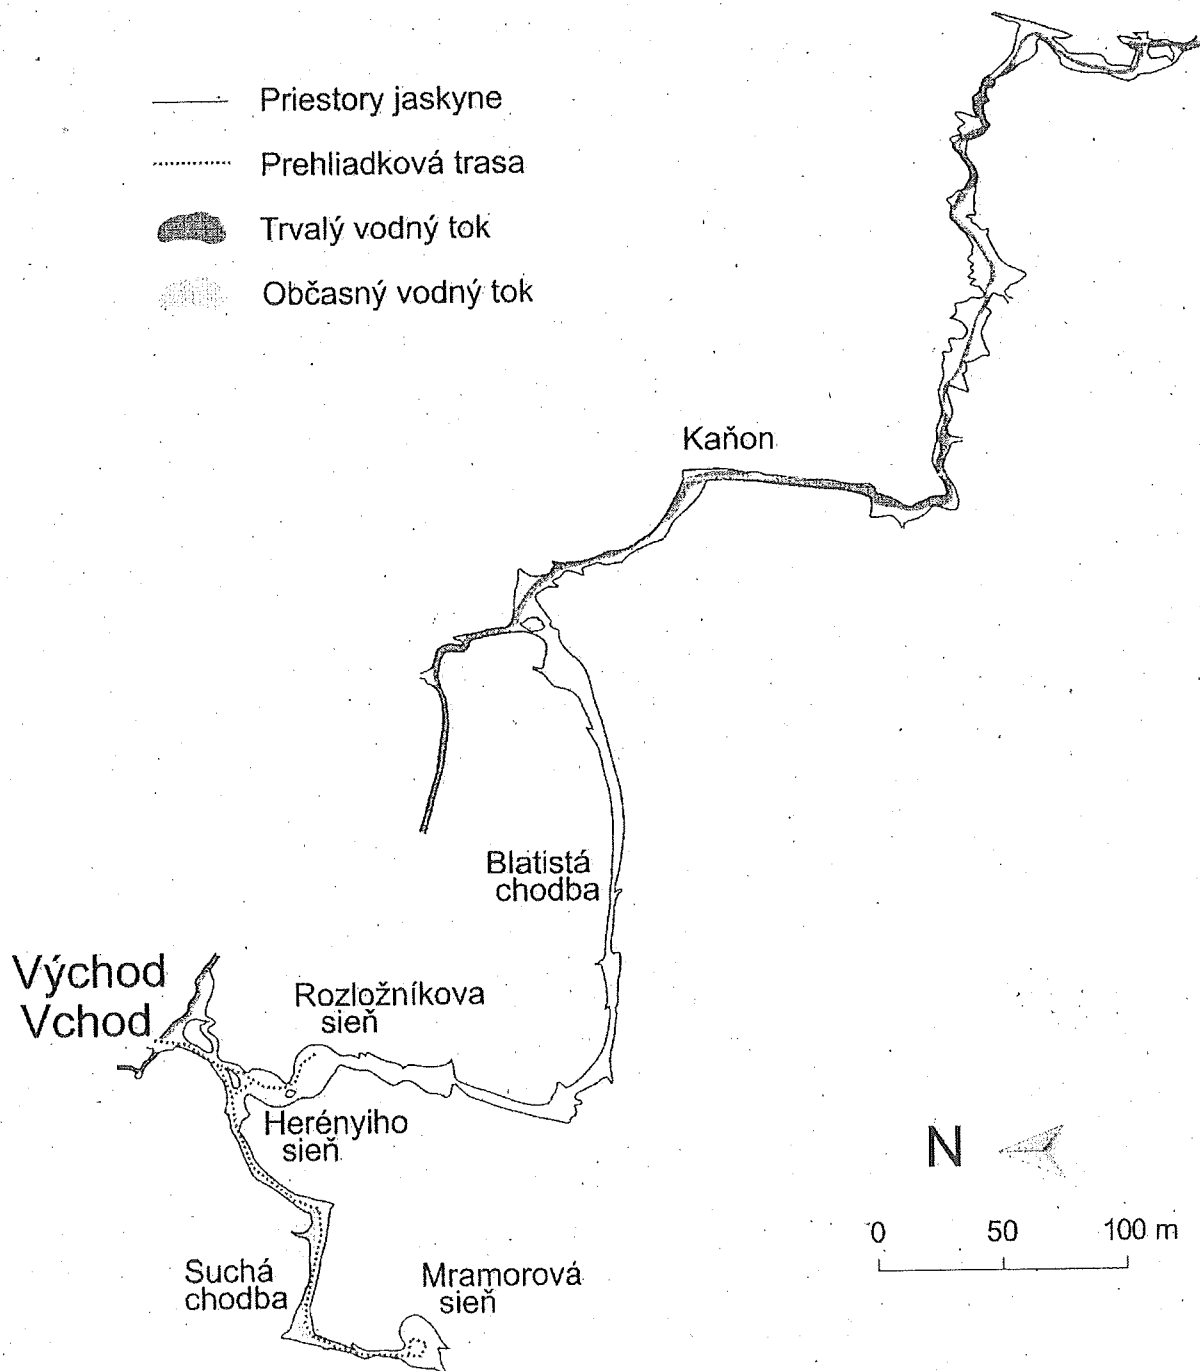 Priestory jaskyne
Prehliadková trasa
Trvalý vodný tok
Občasný vodný tok
Kaňon
Blatistá
chodba
Východ
Vchod
Rozložníkova
sieň
Herényiho
sieň
N
0 50 100 m
Suchá
chodba
Mramorová
sieň